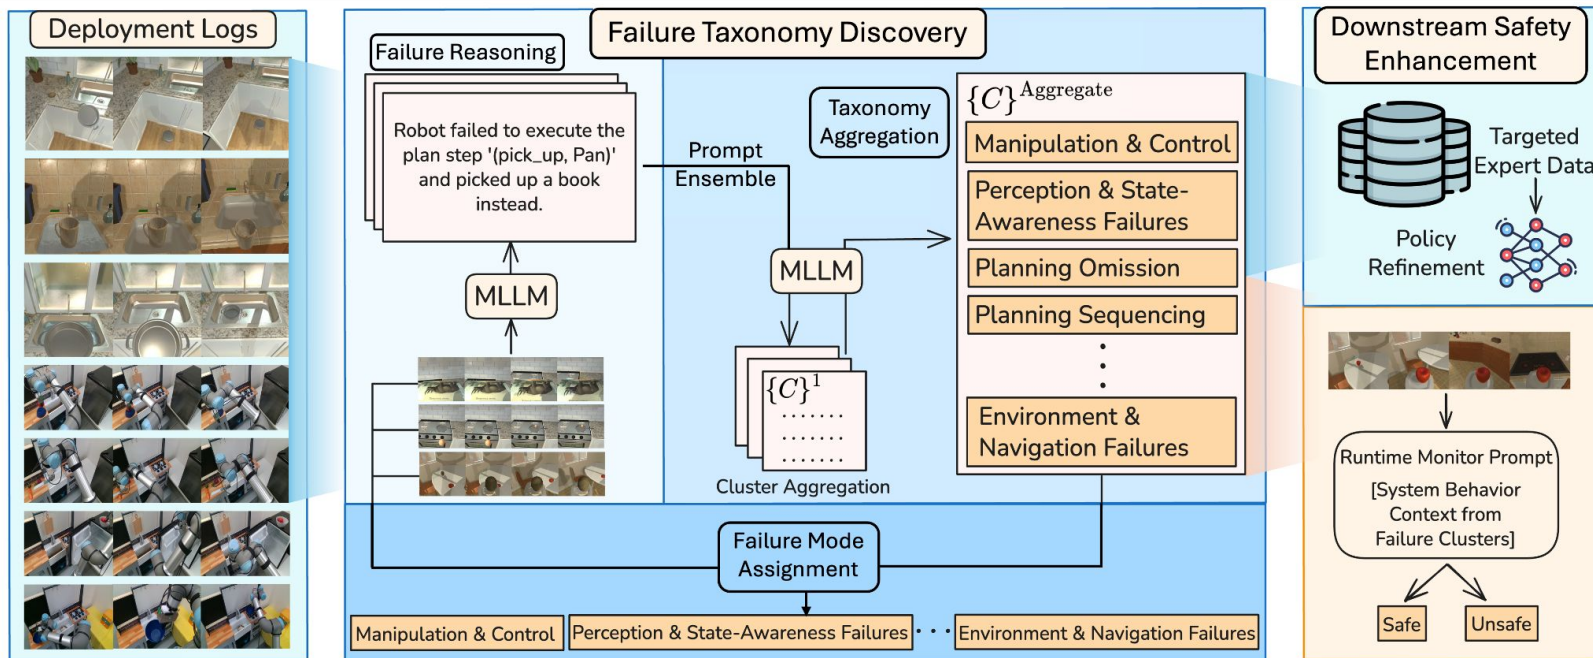 Deployment Logs
Failure Taxonomy Discovery
Failure Reasoning
Robot failed to execute the
plan step '(pick_up, Pan)'
and picked up a book
instead.
MLLM
Prompt
Ensemble
MLLM
{C}¹
. . . . . . .
. . . . . . .
. . . . . . .
Cluster Aggregation
Taxonomy
Aggregation
{C}^Aggregate
Manipulation & Control
Perception & State-
Awareness Failures
Planning Omission
Planning Sequencing
Environment &
Navigation Failures
Failure Mode
Assignment
Manipulation & Control
Perception & State-Awareness Failures
. . .
Environment & Navigation Failures
Downstream Safety
Enhancement
Targeted
Expert Data
Policy
Refinement
Runtime Monitor Prompt
[System Behavior
Context from
Failure Clusters]
Safe
Unsafe